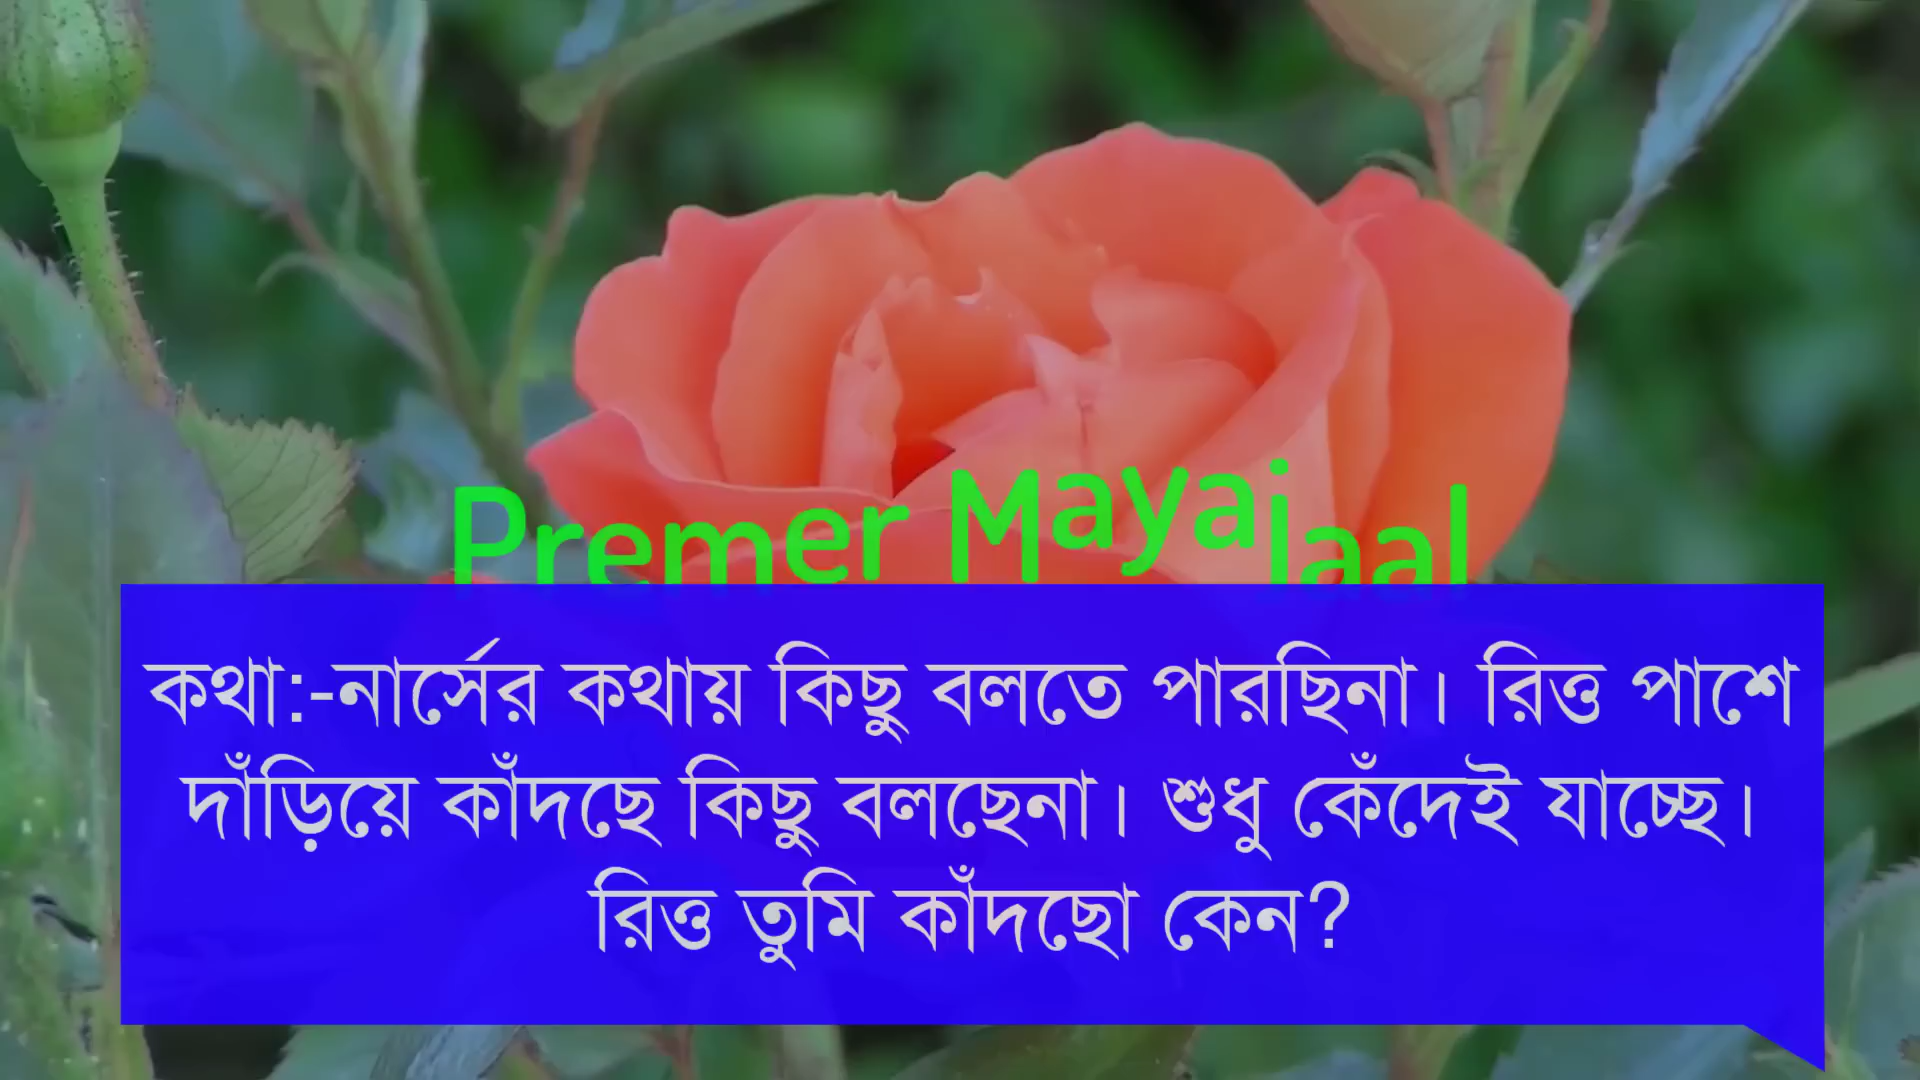 Premer Mayajaal
কথা:-নার্সের কথায় কিছু বলতে পারছিনা। রিত্ত পাশে
দাঁড়িয়ে কাঁদছে কিছু বলছেনা। শুধু কেঁদেই যাচ্ছে।
রিত্ত তুমি কাঁদছো কেন?